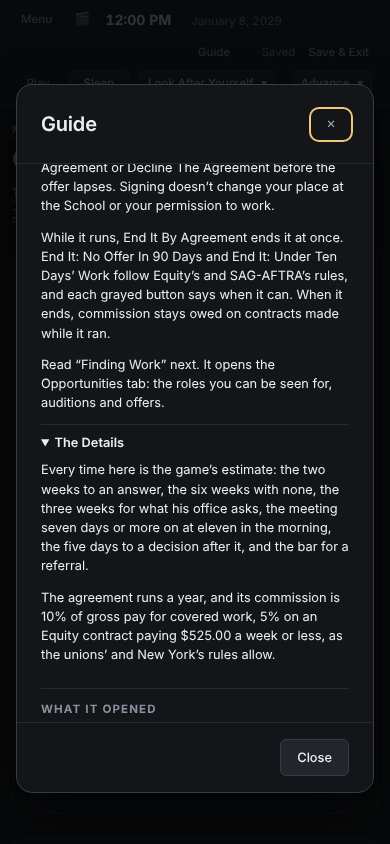 Menu 🎬 12:00 PM January 8, 2029
Guide Saved Save & Exit
Play Sleep Look After Yourself ▾ Advance ▾
Guide
×
Agreement or Decline The Agreement before the
offer lapses. Signing doesn’t change your place at
the School or your permission to work.
While it runs, End It By Agreement ends it at once.
End It: No Offer In 90 Days and End It: Under Ten
Days’ Work follow Equity’s and SAG-AFTRA’s rules,
and each grayed button says when it can. When it
ends, commission stays owed on contracts made
while it ran.
Read “Finding Work” next. It opens the
Opportunities tab: the roles you can be seen for,
auditions and offers.
▼ The Details
Every time here is the game’s estimate: the two
weeks to an answer, the six weeks with none, the
three weeks for what his office asks, the meeting
seven days or more on at eleven in the morning,
the five days to a decision after it, and the bar for a
referral.
The agreement runs a year, and its commission is
10% of gross pay for covered work, 5% on an
Equity contract paying $525.00 a week or less, as
the unions’ and New York’s rules allow.
WHAT IT OPENED
Close